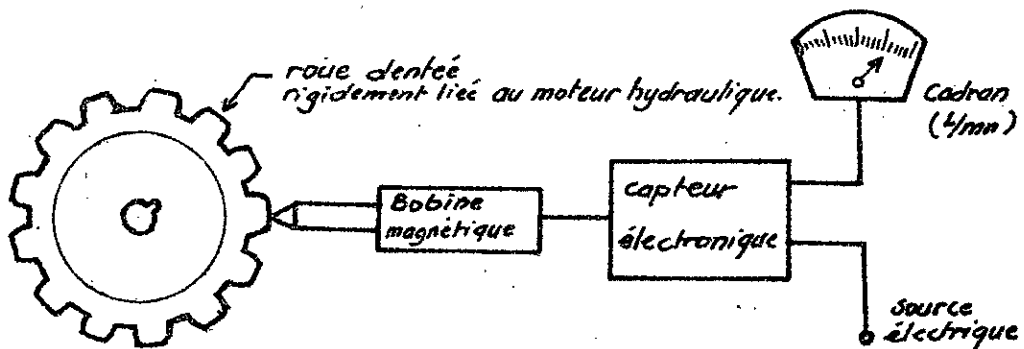 roue dentée
rigidement liée au moteur hydraulique.
Cadran
(L/mn)
Bobine
magnétique
capteur
électronique
source
électrique